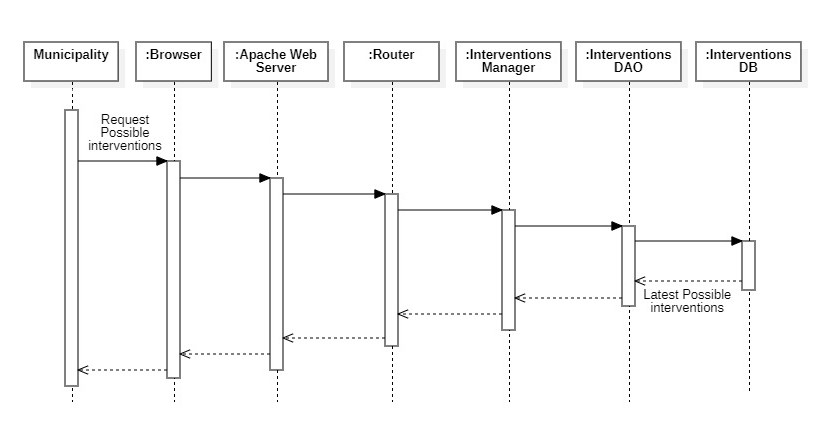 Municipality
:Browser
:Apache Web
Server
:Router
:Interventions
Manager
:Interventions
DAO
:Interventions
DB
Request
Possible
interventions
Latest Possible
interventions